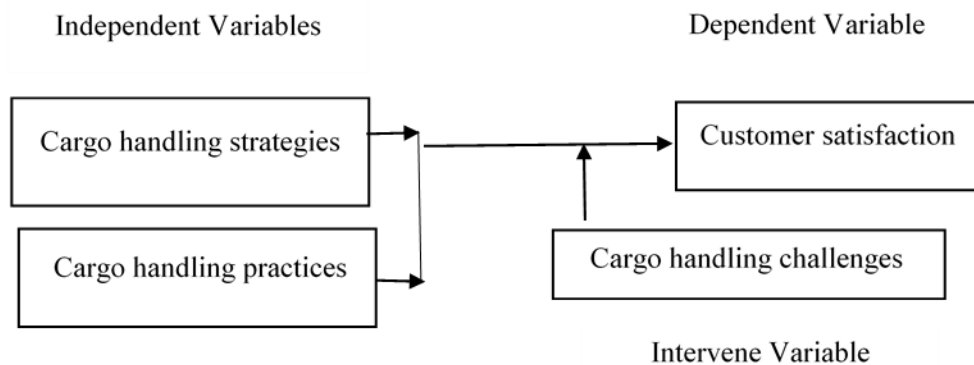 Independent Variables
Dependent Variable
Cargo handling strategies
Customer satisfaction
Cargo handling practices
Cargo handling challenges
Intervene Variable